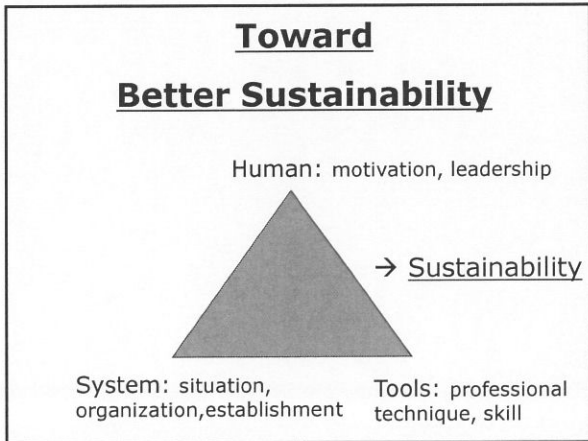 Toward
Better Sustainability
Human: motivation, leadership
→ Sustainability
System: situation,
organization,establishment
Tools: professional
technique, skill